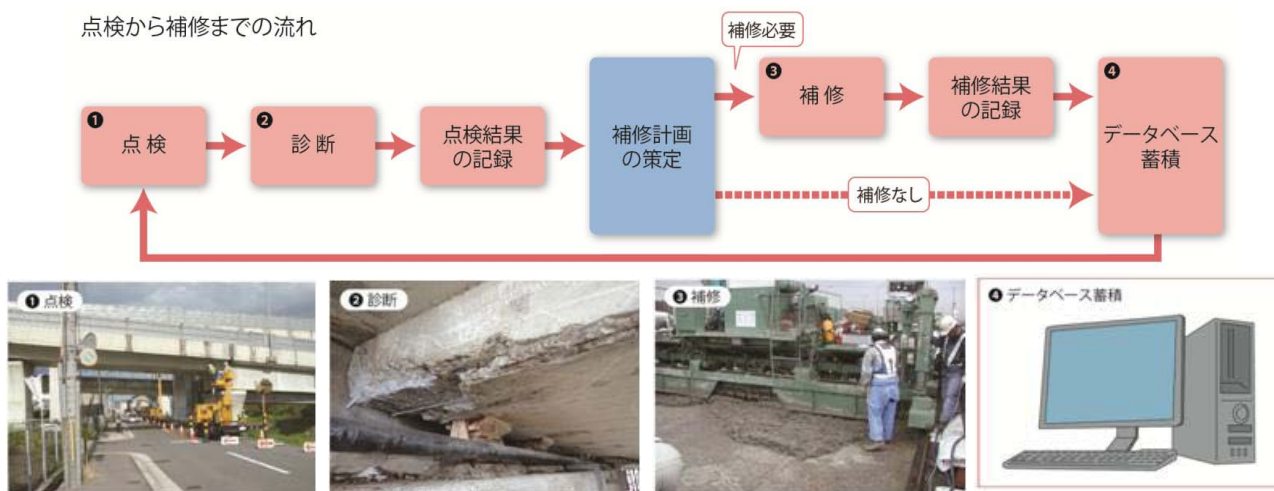 点検から補修までの流れ
補修必要
❶
点検
❷
診断
点検結果
の記録
補修計画
の策定
❸
補修
補修結果
の記録
❹
データベース
蓄積
補修なし
❶ 点検
❷ 診断
❸ 補修
❹ データベース蓄積